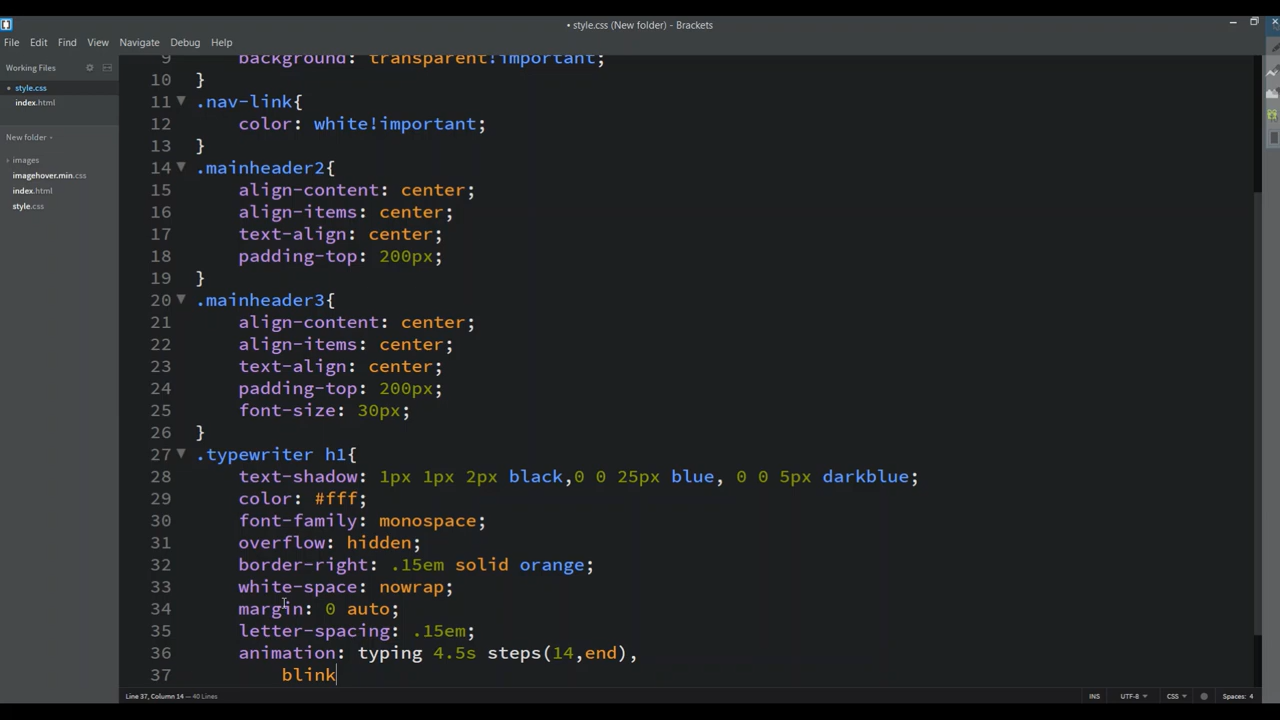 • style.css (New folder) - Brackets
File Edit Find View Navigate Debug Help
Working Files
• style.css
index.html
New folder
images
imagehover.min.css
index.html
style.css
9 background: transparent!important;
10 }
11 .nav-link{
12 color: white!important;
13 }
14 .mainheader2{
15 align-content: center;
16 align-items: center;
17 text-align: center;
18 padding-top: 200px;
19 }
20 .mainheader3{
21 align-content: center;
22 align-items: center;
23 text-align: center;
24 padding-top: 200px;
25 font-size: 30px;
26 }
27 .typewriter h1{
28 text-shadow: 1px 1px 2px black,0 0 25px blue, 0 0 5px darkblue;
29 color: #fff;
30 font-family: monospace;
31 overflow: hidden;
32 border-right: .15em solid orange;
33 white-space: nowrap;
34 margin: 0 auto;
35 letter-spacing: .15em;
36 animation: typing 4.5s steps(14,end),
37 blink
Line 37, Column 14 — 40 Lines
INS UTF-8 CSS Spaces: 4